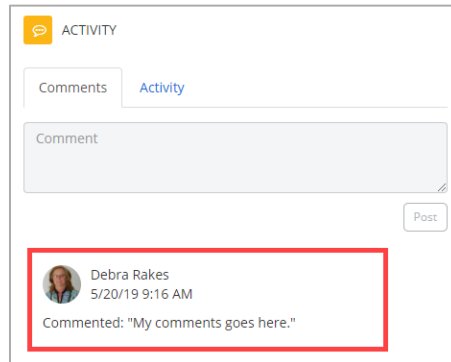 ACTIVITY
Comments Activity
Comment
Post
Debra Rakes
5/20/19 9:16 AM
Commented: "My comments goes here."